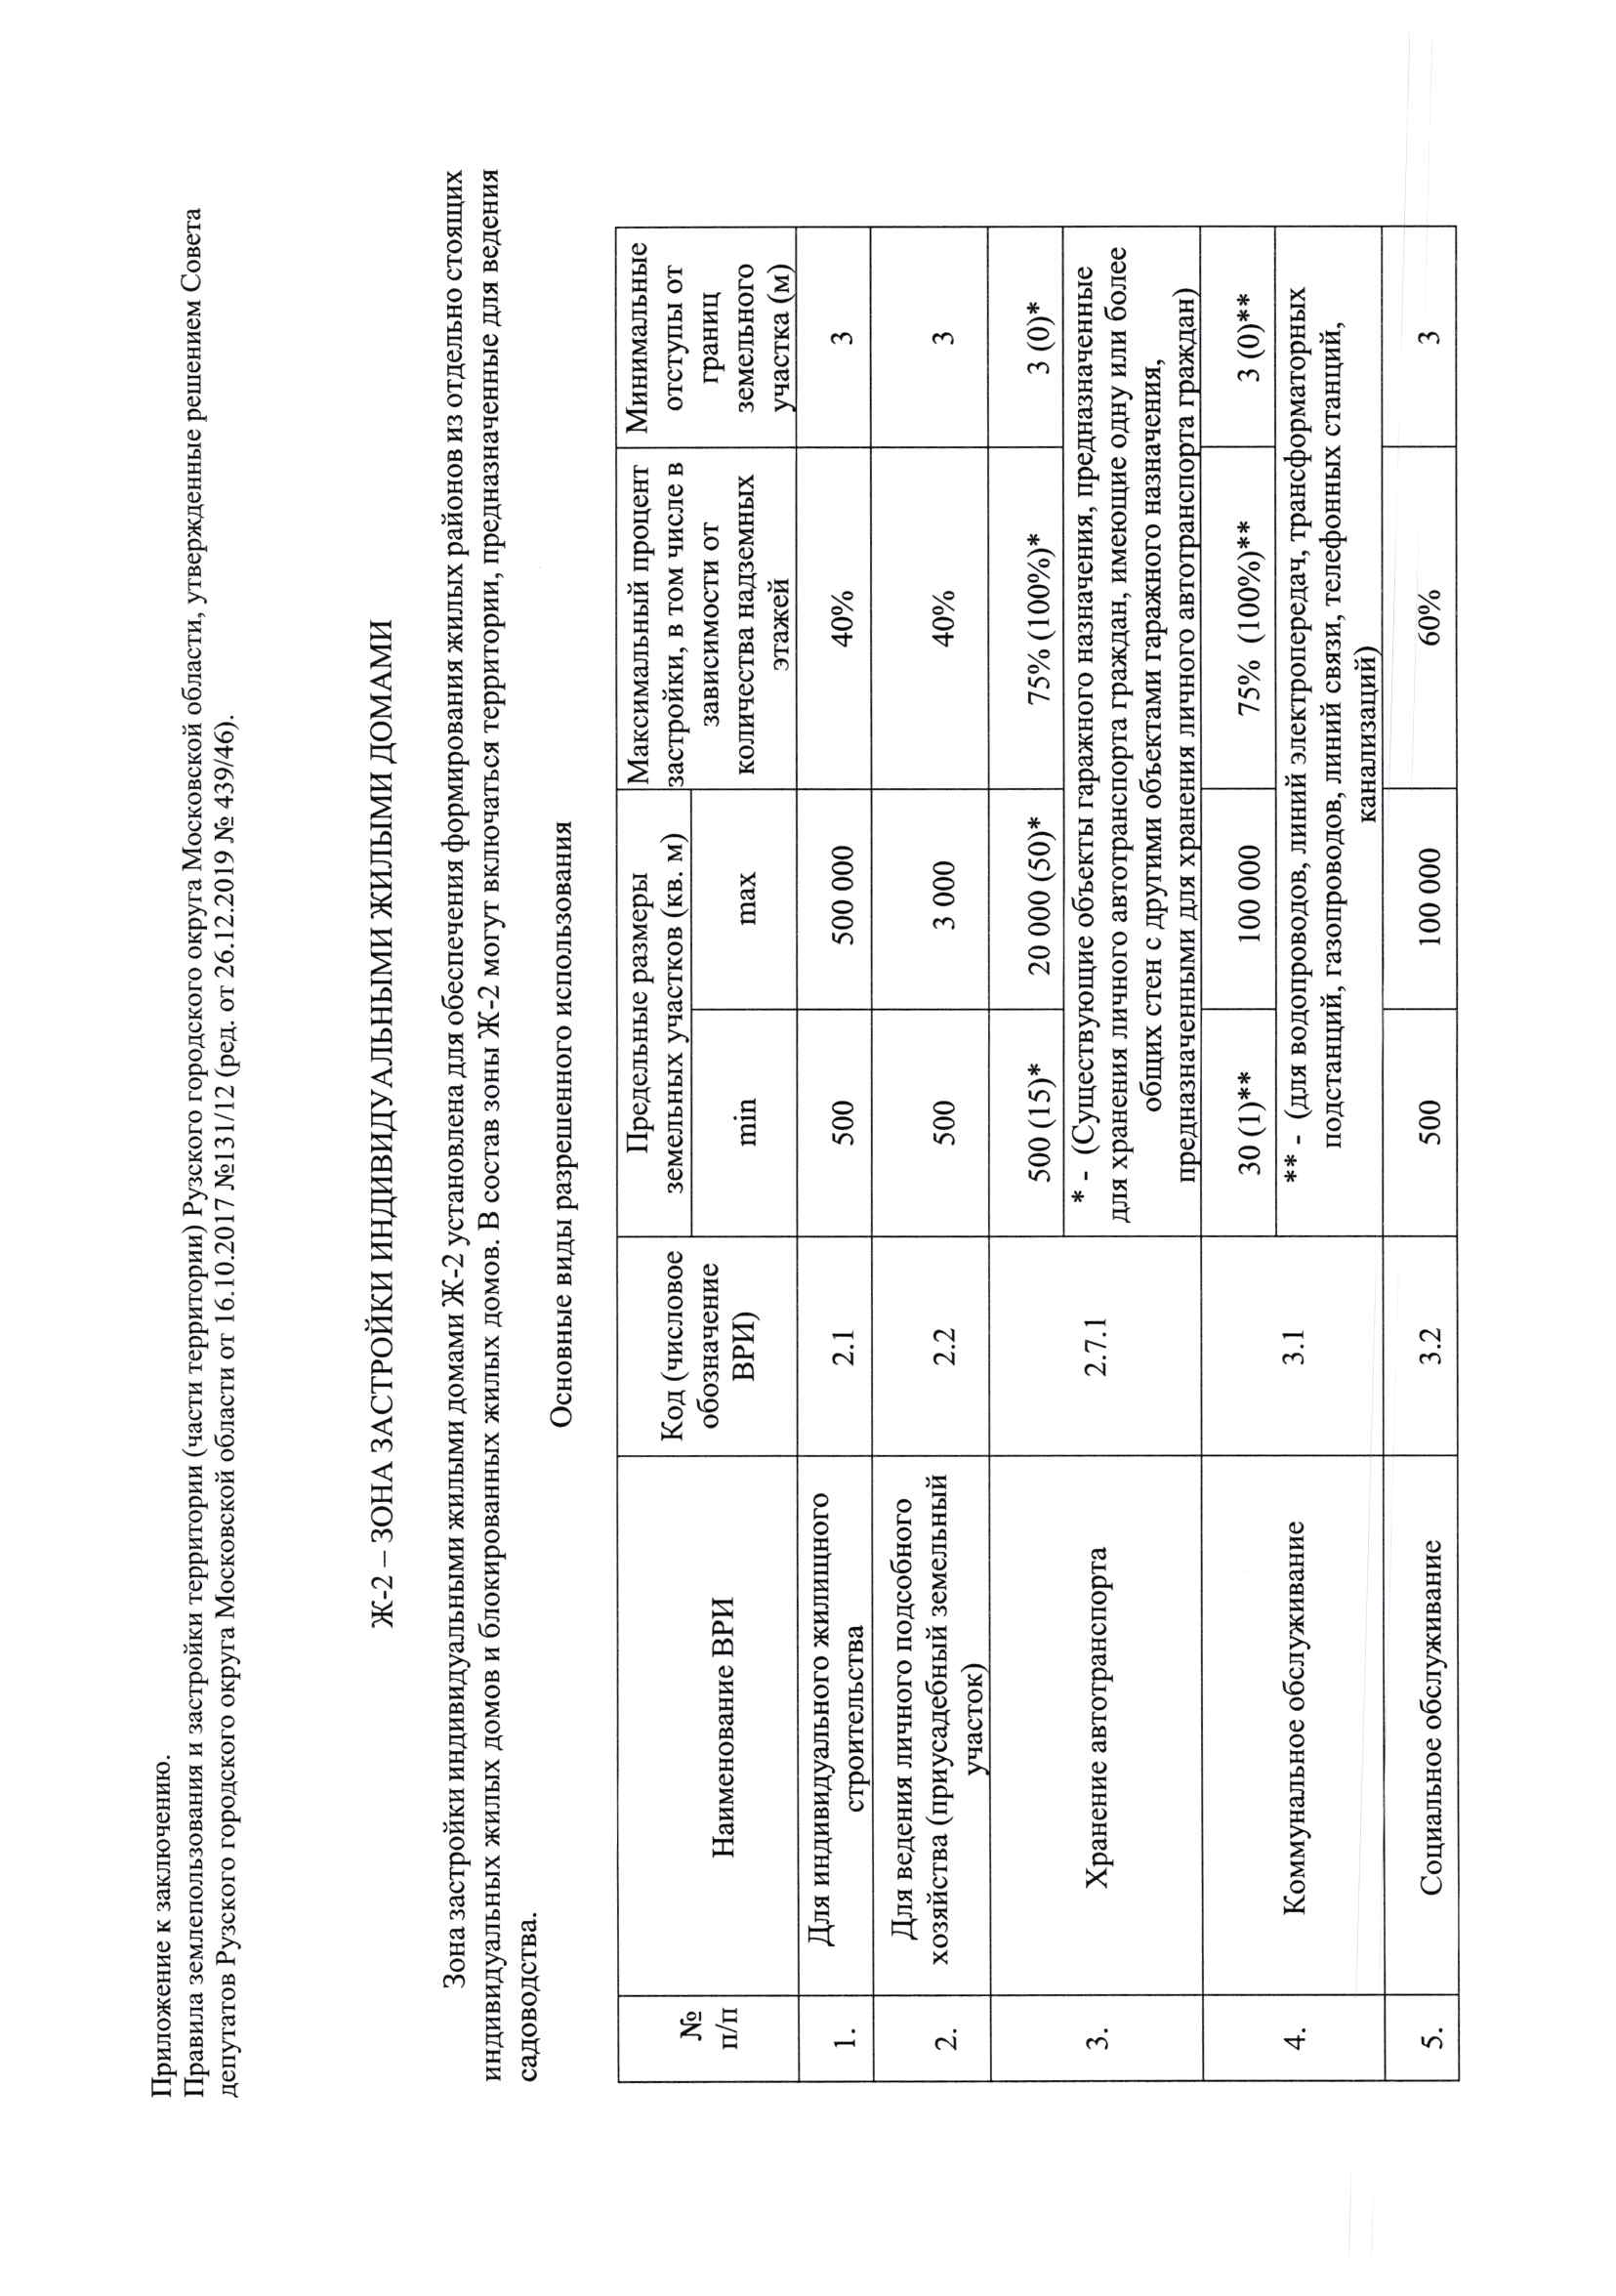 Приложение к заключению.
Правила землепользования и застройки территории (части территории) Рузского городского округа Московской области, утвержденные решением Совета
депутатов Рузского городского округа Московской области от 16.10.2017 №131/12 (ред. от 26.12.2019 № 439/46).
Ж-2 – ЗОНА ЗАСТРОЙКИ ИНДИВИДУАЛЬНЫМИ ЖИЛЫМИ ДОМАМИ
Зона застройки индивидуальными жилыми домами Ж-2 установлена для обеспечения формирования жилых районов из отдельно стоящих
индивидуальных жилых домов и блокированных жилых домов. В состав зоны Ж-2 могут включаться территории, предназначенные для ведения
садоводства.
Основные виды разрешенного использования
№
п/п
Наименование ВРИ
Код (числовое
обозначение
ВРИ)
Предельные размеры
земельных участков (кв. м)
min
max
Максимальный процент
застройки, в том числе в
зависимости от
количества надземных
этажей
Минимальные
отступы от
границ
земельного
участка (м)
1.
Для индивидуального жилищного
строительства
2.1
500
500 000
40%
3
2.
Для ведения личного подсобного
хозяйства (приусадебный земельный
участок)
2.2
500
3 000
40%
3
3.
Хранение автотранспорта
2.7.1
500 (15)*
20 000 (50)*
75% (100%)*
3 (0)*
* - (Существующие объекты гаражного назначения, предназначенные
для хранения личного автотранспорта граждан, имеющие одну или более
общих стен с другими объектами гаражного назначения,
предназначенными для хранения личного автотранспорта граждан)
4.
Коммунальное обслуживание
3.1
30 (1)**
100 000
75% (100%)**
3 (0)**
** - (для водопроводов, линий электропередач, трансформаторных
подстанций, газопроводов, линий связи, телефонных станций,
канализаций)
5.
Социальное обслуживание
3.2
500
100 000
60%
3